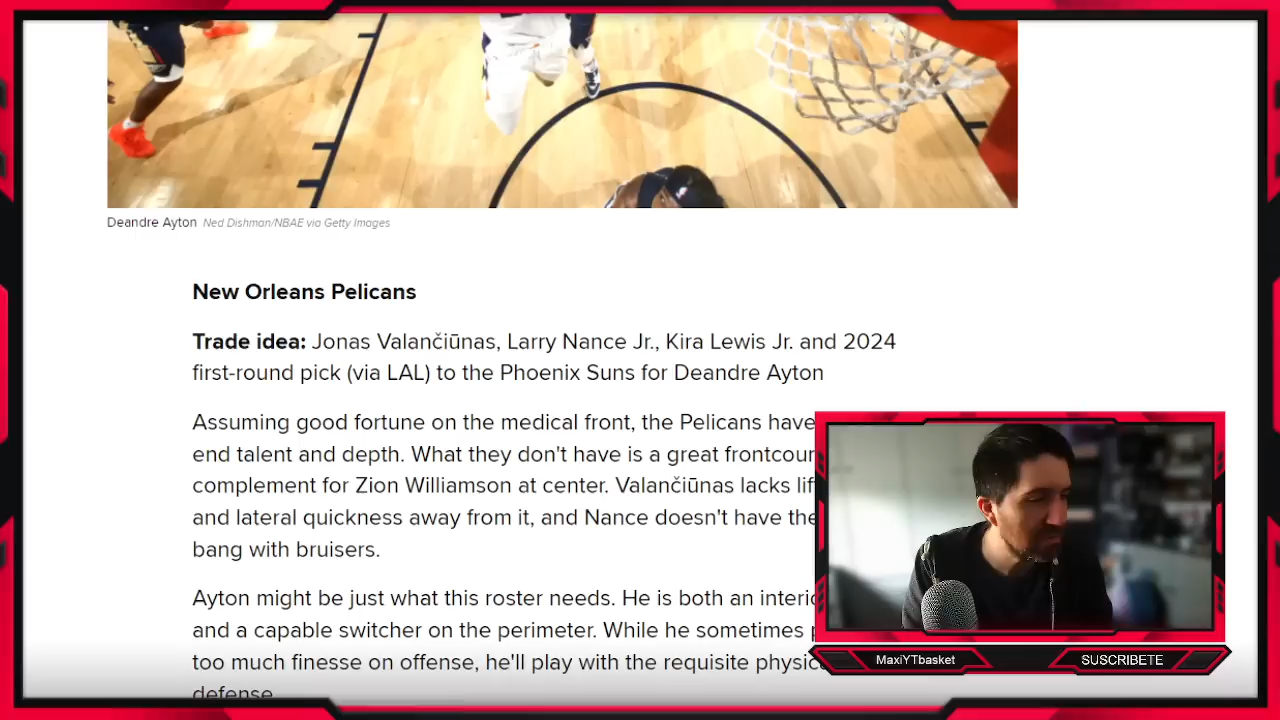 Deandre Ayton Ned Dishman/NBAE via Getty Images
New Orleans Pelicans
Trade idea: Jonas Valančiūnas, Larry Nance Jr., Kira Lewis Jr. and 2024
first-round pick (via LAL) to the Phoenix Suns for Deandre Ayton
Assuming good fortune on the medical front, the Pelicans have
end talent and depth. What they don't have is a great frontcour
complement for Zion Williamson at center. Valančiūnas lacks lif
and lateral quickness away from it, and Nance doesn't have the
bang with bruisers.
Ayton might be just what this roster needs. He is both an interio
and a capable switcher on the perimeter. While he sometimes p
too much finesse on offense, he'll play with the requisite physica
defense.
MaxiYTbasket
SUSCRIBETE